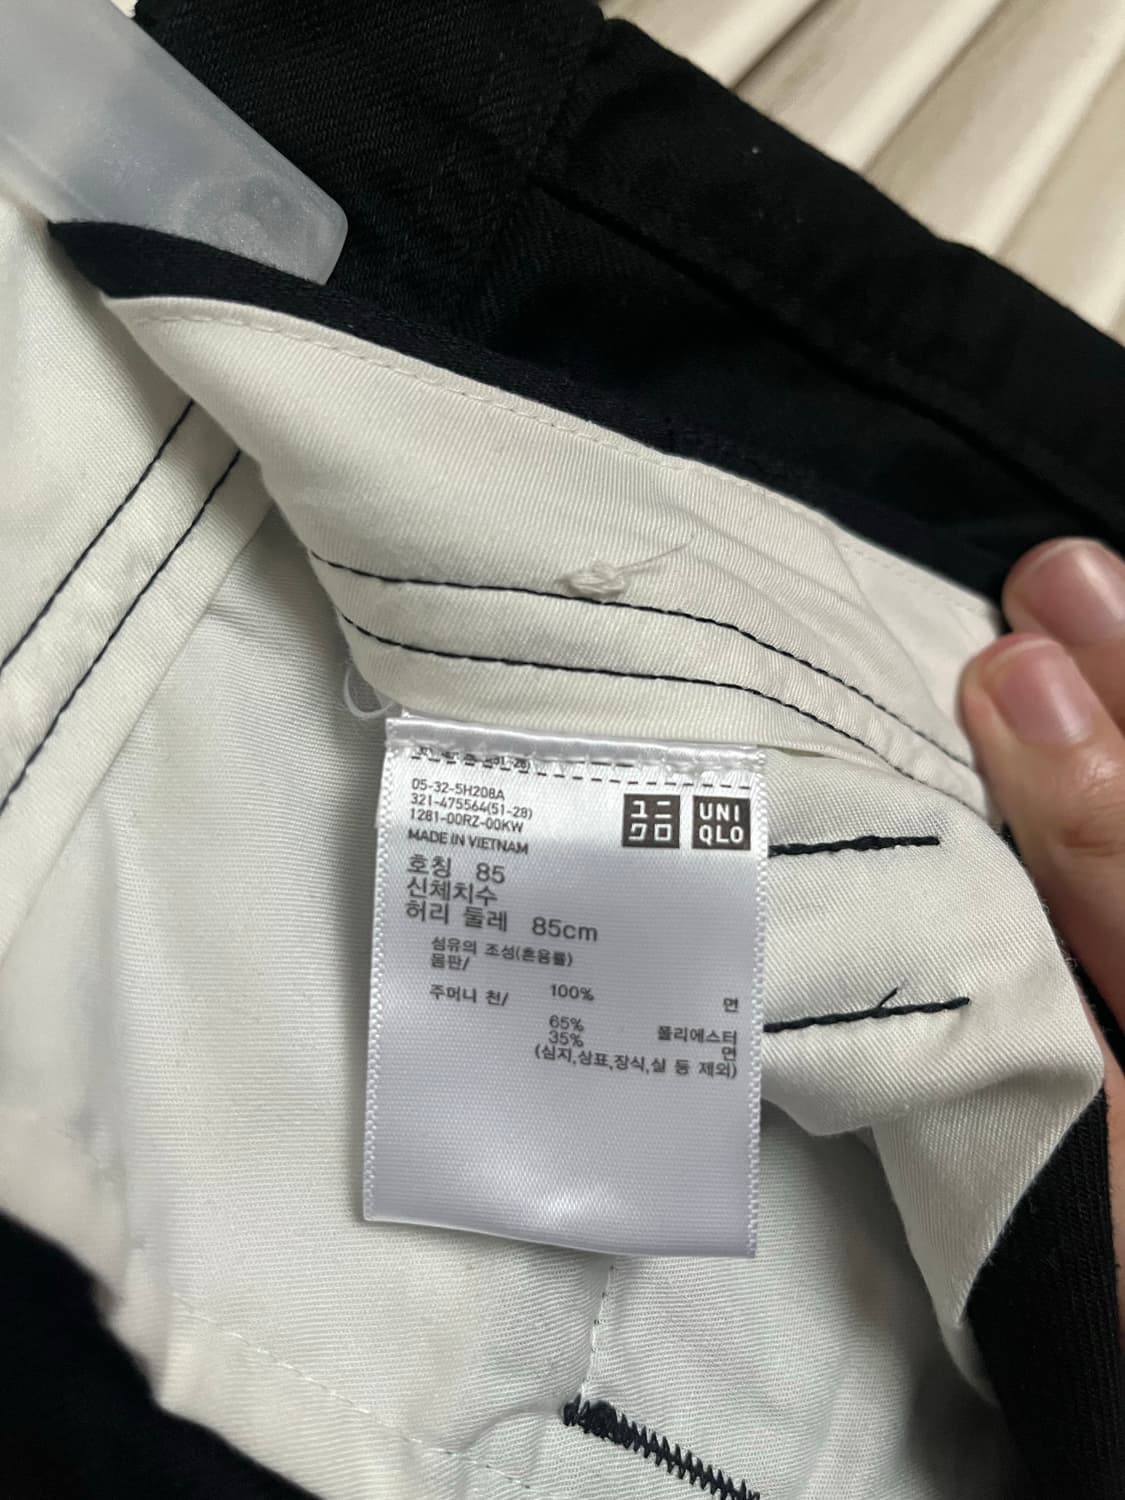 05-32-5H208A
321-475564(51-28)
1281-00RZ-00KW
MADE IN VIETNAM
ユニ
クロ
UNI
QLO
호칭 85
신체치수
허리 둘레 85cm
섬유의 조성(혼용률)
몸판/
100% 면
주머니 천/
65% 폴리에스터
35% 면
(심지,상표,장식,실 등 제외)